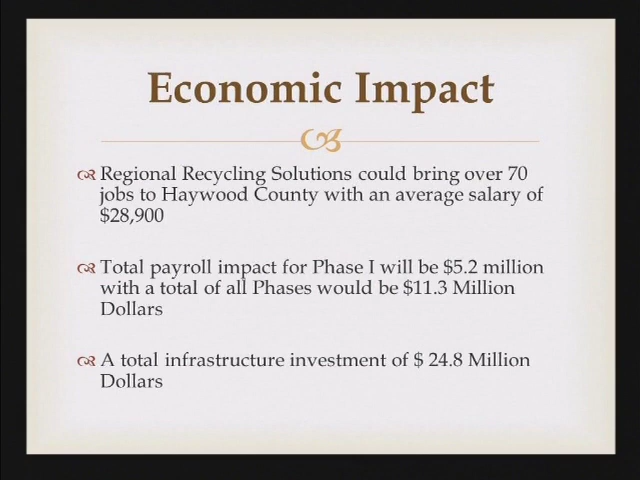 Economic Impact
Regional Recycling Solutions could bring over 70
jobs to Haywood County with an average salary of
$28,900
Total payroll impact for Phase I will be $5.2 million
with a total of all Phases would be $11.3 Million
Dollars
A total infrastructure investment of $ 24.8 Million
Dollars